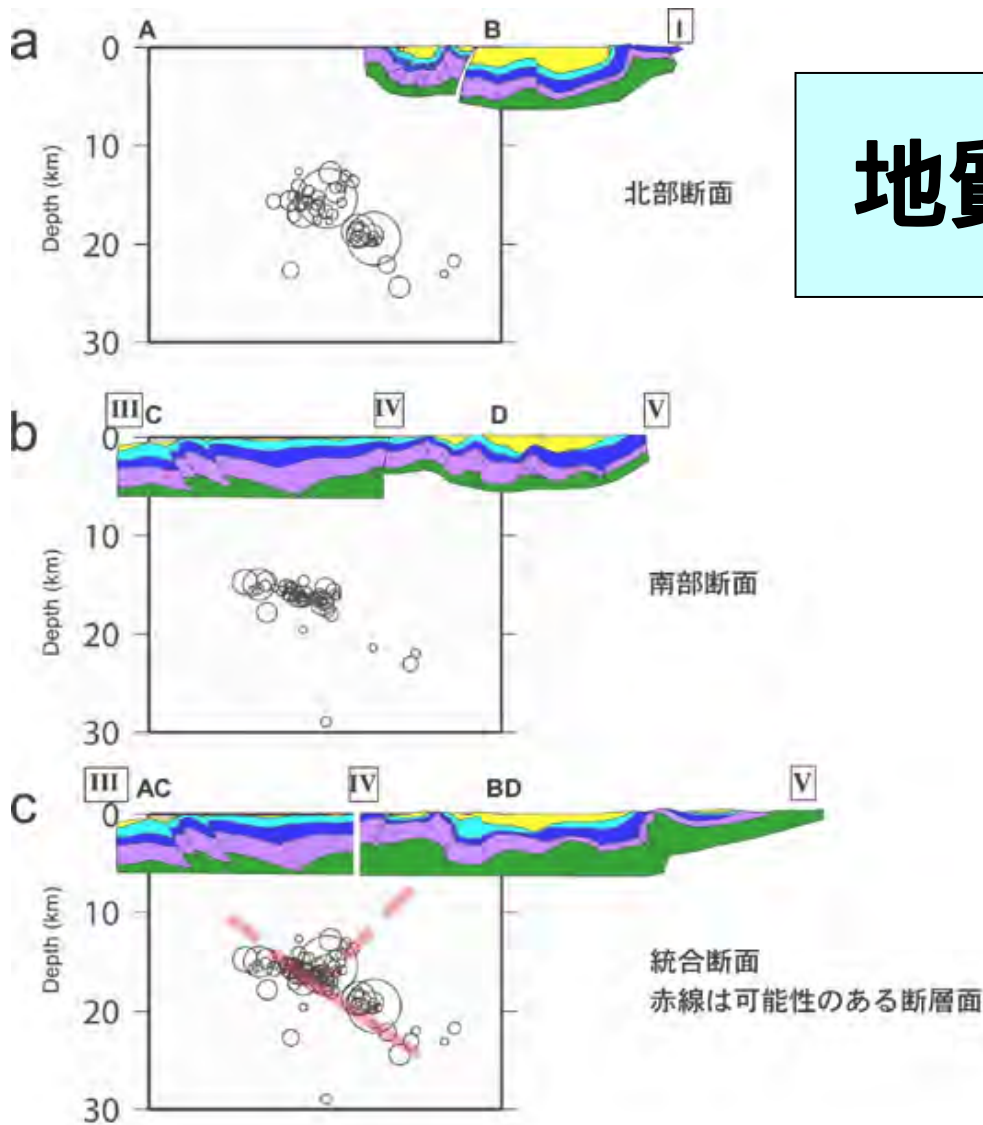 a
A
B
I
0
10
20
30
Depth (km)
北部断面
地質
b
III
C
IV
D
V
0
10
20
30
Depth (km)
南部断面
c
III
AC
IV
BD
V
0
10
20
30
Depth (km)
統合断面
赤線は可能性のある断層面